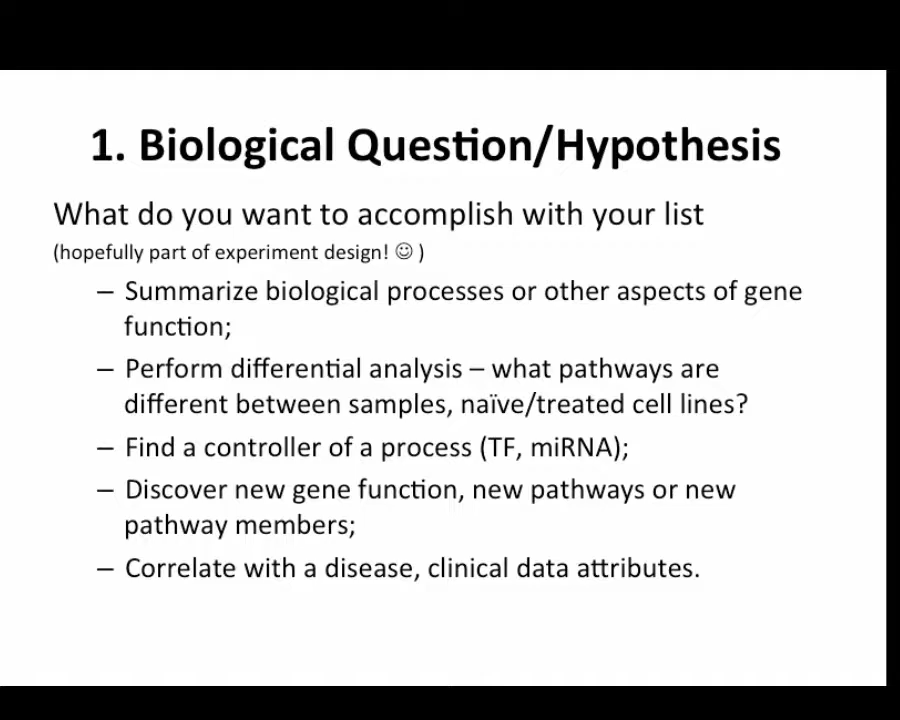 1. Biological Question/Hypothesis
What do you want to accomplish with your list
(hopefully part of experiment design! ☺ )
– Summarize biological processes or other aspects of gene
function;
– Perform differential analysis – what pathways are
different between samples, naïve/treated cell lines?
– Find a controller of a process (TF, miRNA);
– Discover new gene function, new pathways or new
pathway members;
– Correlate with a disease, clinical data attributes.